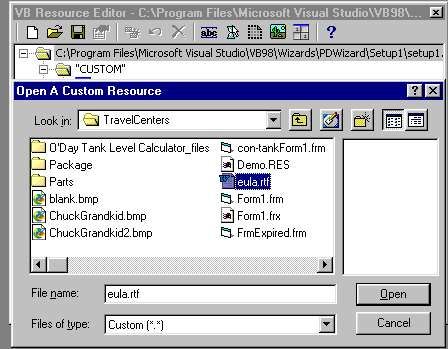 VB Resource Editor - C:\Program Files\Microsoft Visual Studio\VB98\...
abc
?
C:\Program Files\Microsoft Visual Studio\VB98\Wizards\PDWizard\Setup1\setup1.
"CUSTOM"
Open A Custom Resource
Look in: TravelCenters
O'Day Tank Level Calculator_files
Package
Parts
blank.bmp
ChuckGrandkid.bmp
ChuckGrandkid2.bmp
con-tankForm1.frm
Demo.RES
eula.rtf
Form1.frm
Form1.frx
FrmExpired.frm
File name: eula.rtf Open
Files of type: Custom (*.*) Cancel